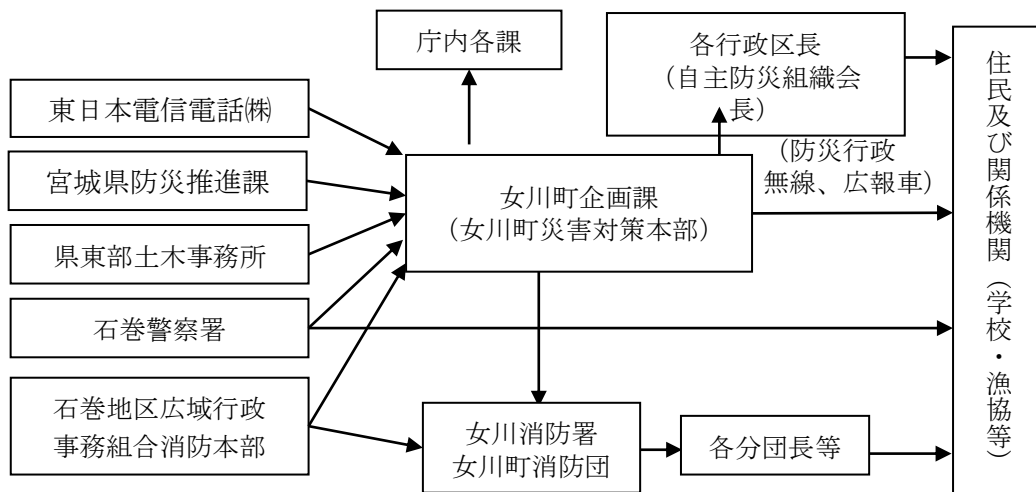 庁内各課
各行政区長
(自主防災組織会
長)
東日本電信電話㈱
(防災行政
無線、広報車)
宮城県防災推進課
女川町企画課
(女川町災害対策本部)
県東部土木事務所
石巻警察署
石巻地区広域行政
事務組合消防本部
女川消防署
女川町消防団
各分団長等
住民及び関係機関(学校・漁協等)